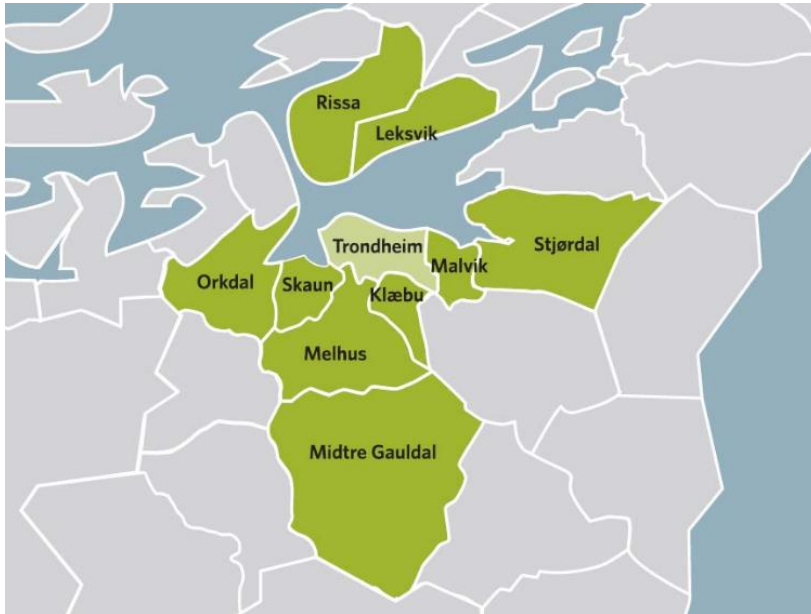 Rissa
Leksvik
Trondheim
Stjørdal
Malvik
Orkdal
Skaun
Klæbu
Melhus
Midtre Gauldal